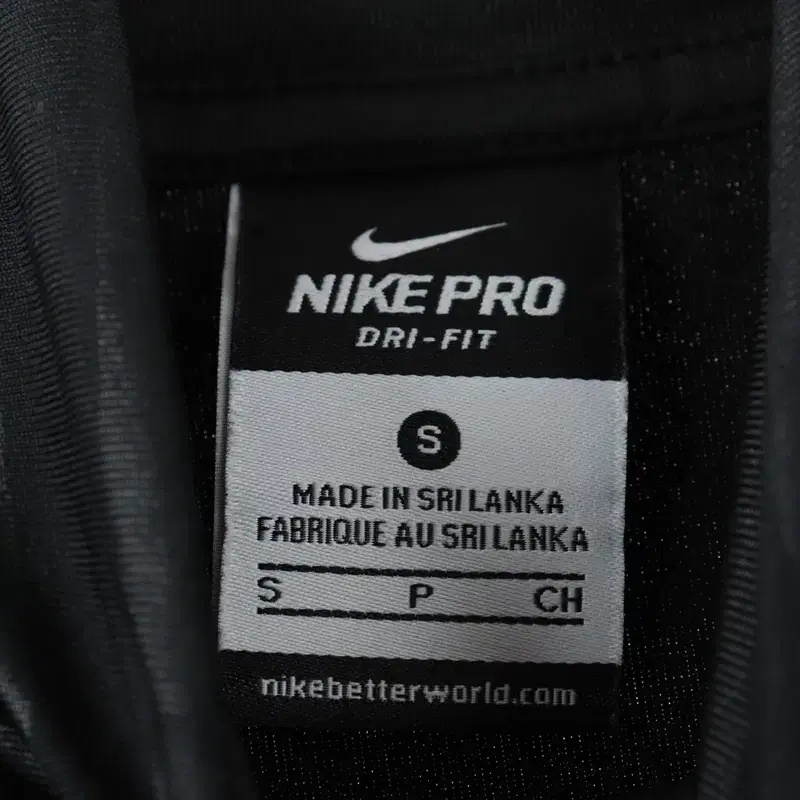 NIKE PRO
DRI-FIT
S
MADE IN SRI LANKA
FABRIQUE AU SRI LANKA
S P CH
nikebetterworld.com